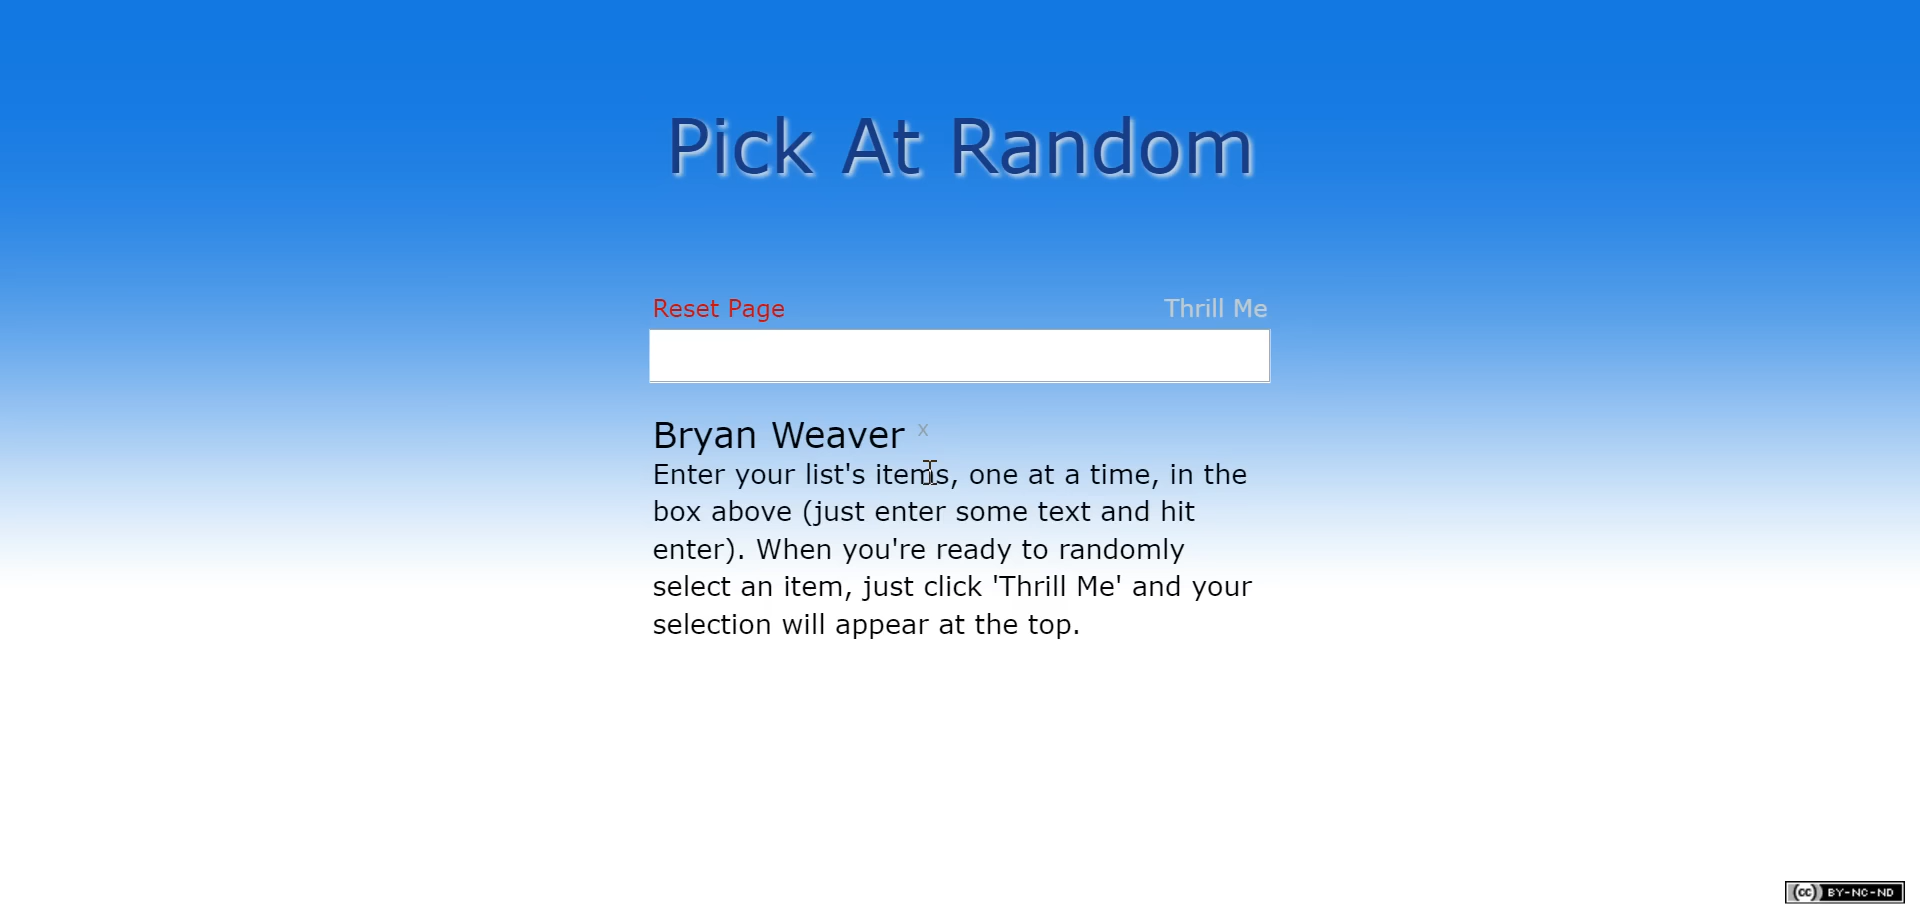 Pick At Random
Reset Page
Thrill Me
Bryan Weaver x
Enter your list's items, one at a time, in the
box above (just enter some text and hit
enter). When you're ready to randomly
select an item, just click 'Thrill Me' and your
selection will appear at the top.
cc BY-NC-ND